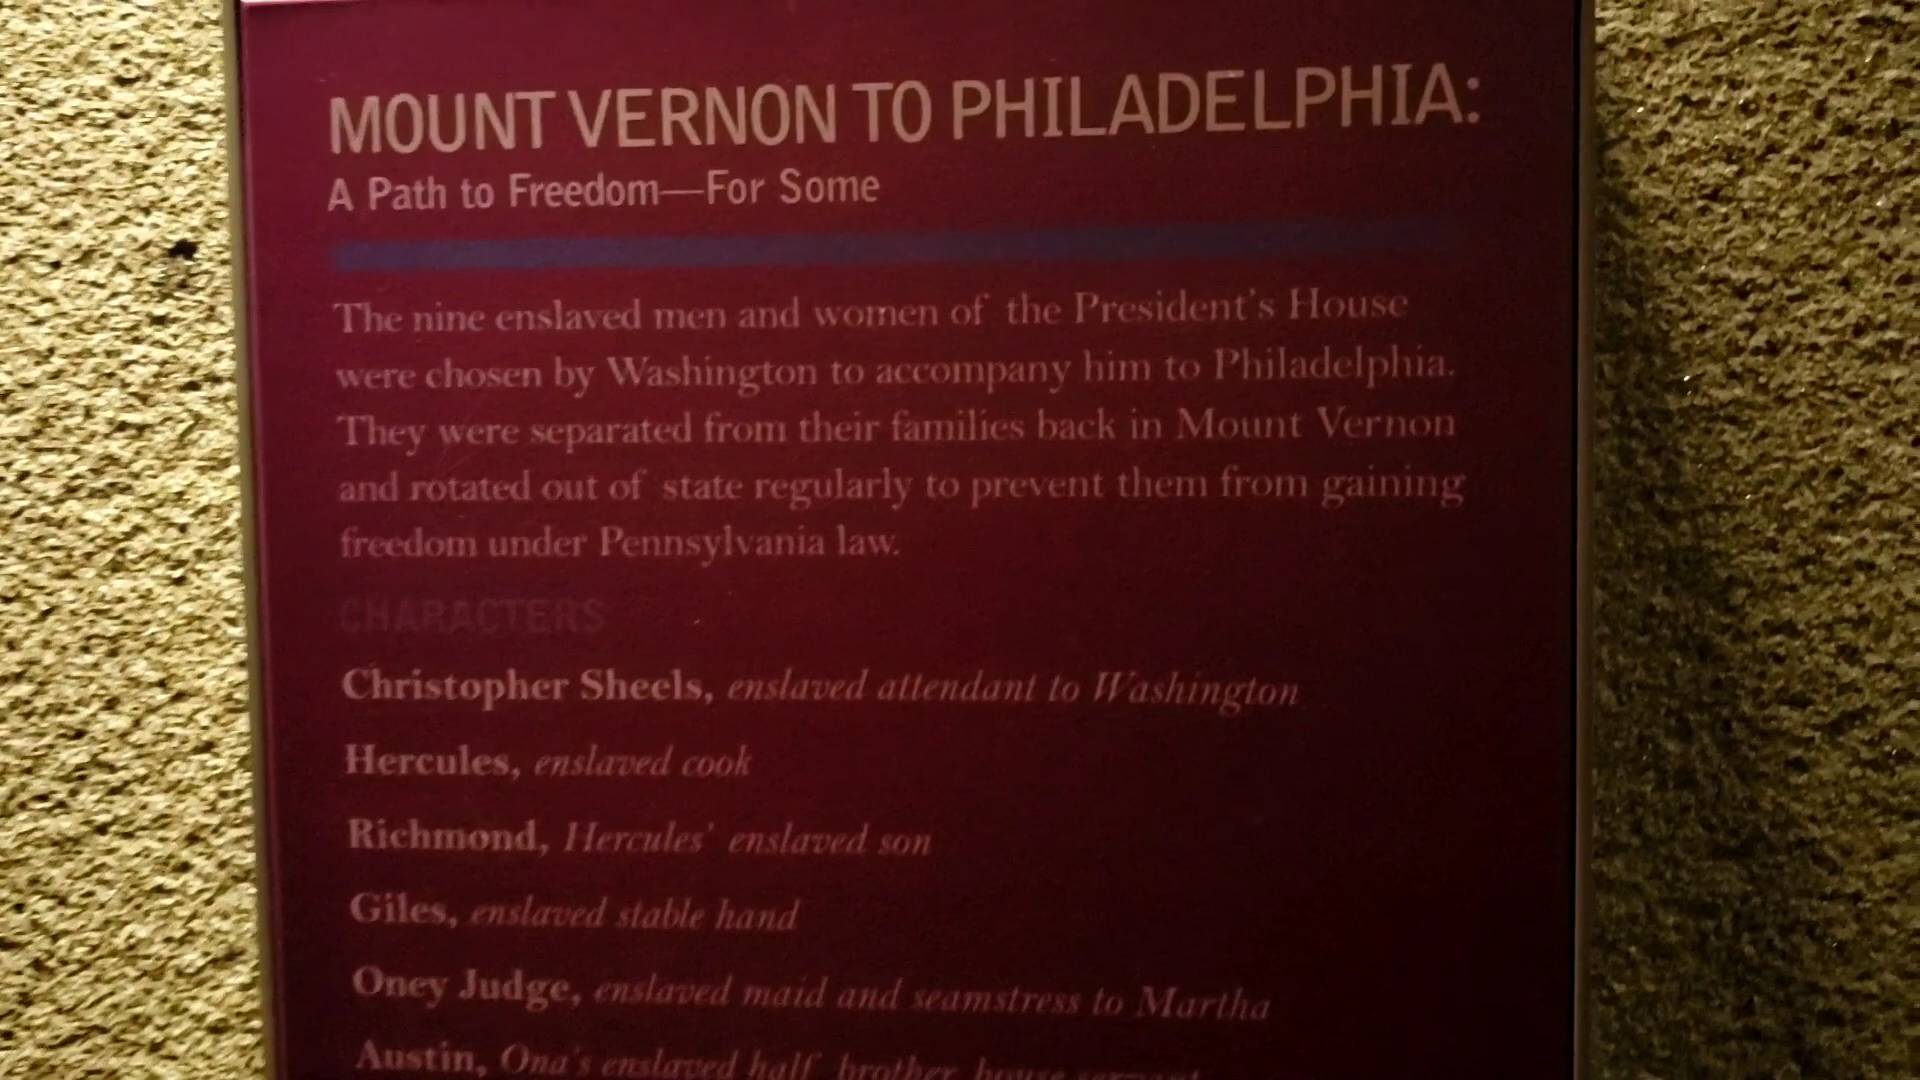 MOUNT VERNON TO PHILADELPHIA:
A Path to Freedom—For Some
The nine enslaved men and women of the President's House
were chosen by Washington to accompany him to Philadelphia.
They were separated from their families back in Mount Vernon
and rotated out of state regularly to prevent them from gaining
freedom under Pennsylvania law.
CHARACTERS
Christopher Sheels, enslaved attendant to Washington
Hercules, enslaved cook
Richmond, Hercules' enslaved son
Giles, enslaved stable hand
Oney Judge, enslaved maid and seamstress to Martha
Austin, Ona's enslaved half brother, house servant